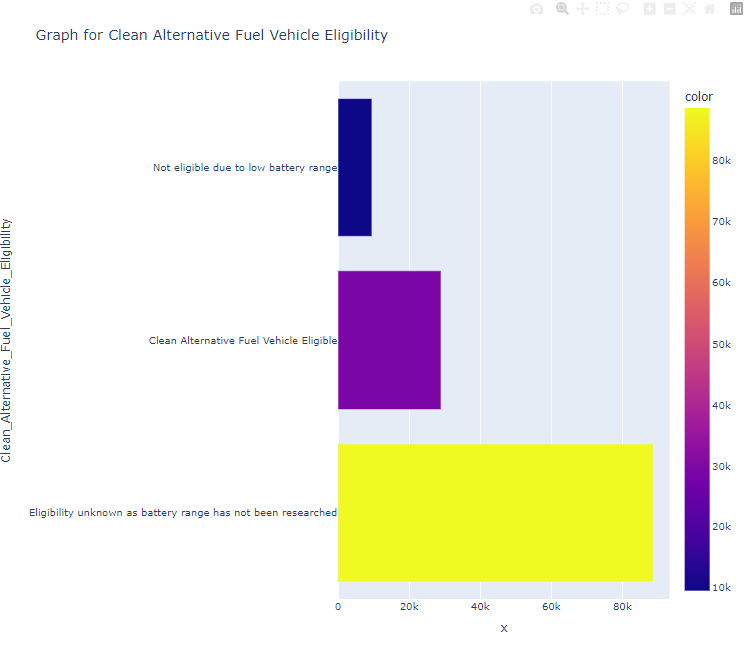 Graph for Clean Alternative Fuel Vehicle Eligibility
color
Not eligible due to low battery range
Clean Alternative Fuel Vehicle Eligible
Eligibility unknown as battery range has not been researched
Clean_Alternative_Fuel_Vehicle_Eligibility
0 20k 40k 60k 80k
x
80k
70k
60k
50k
40k
30k
20k
10k